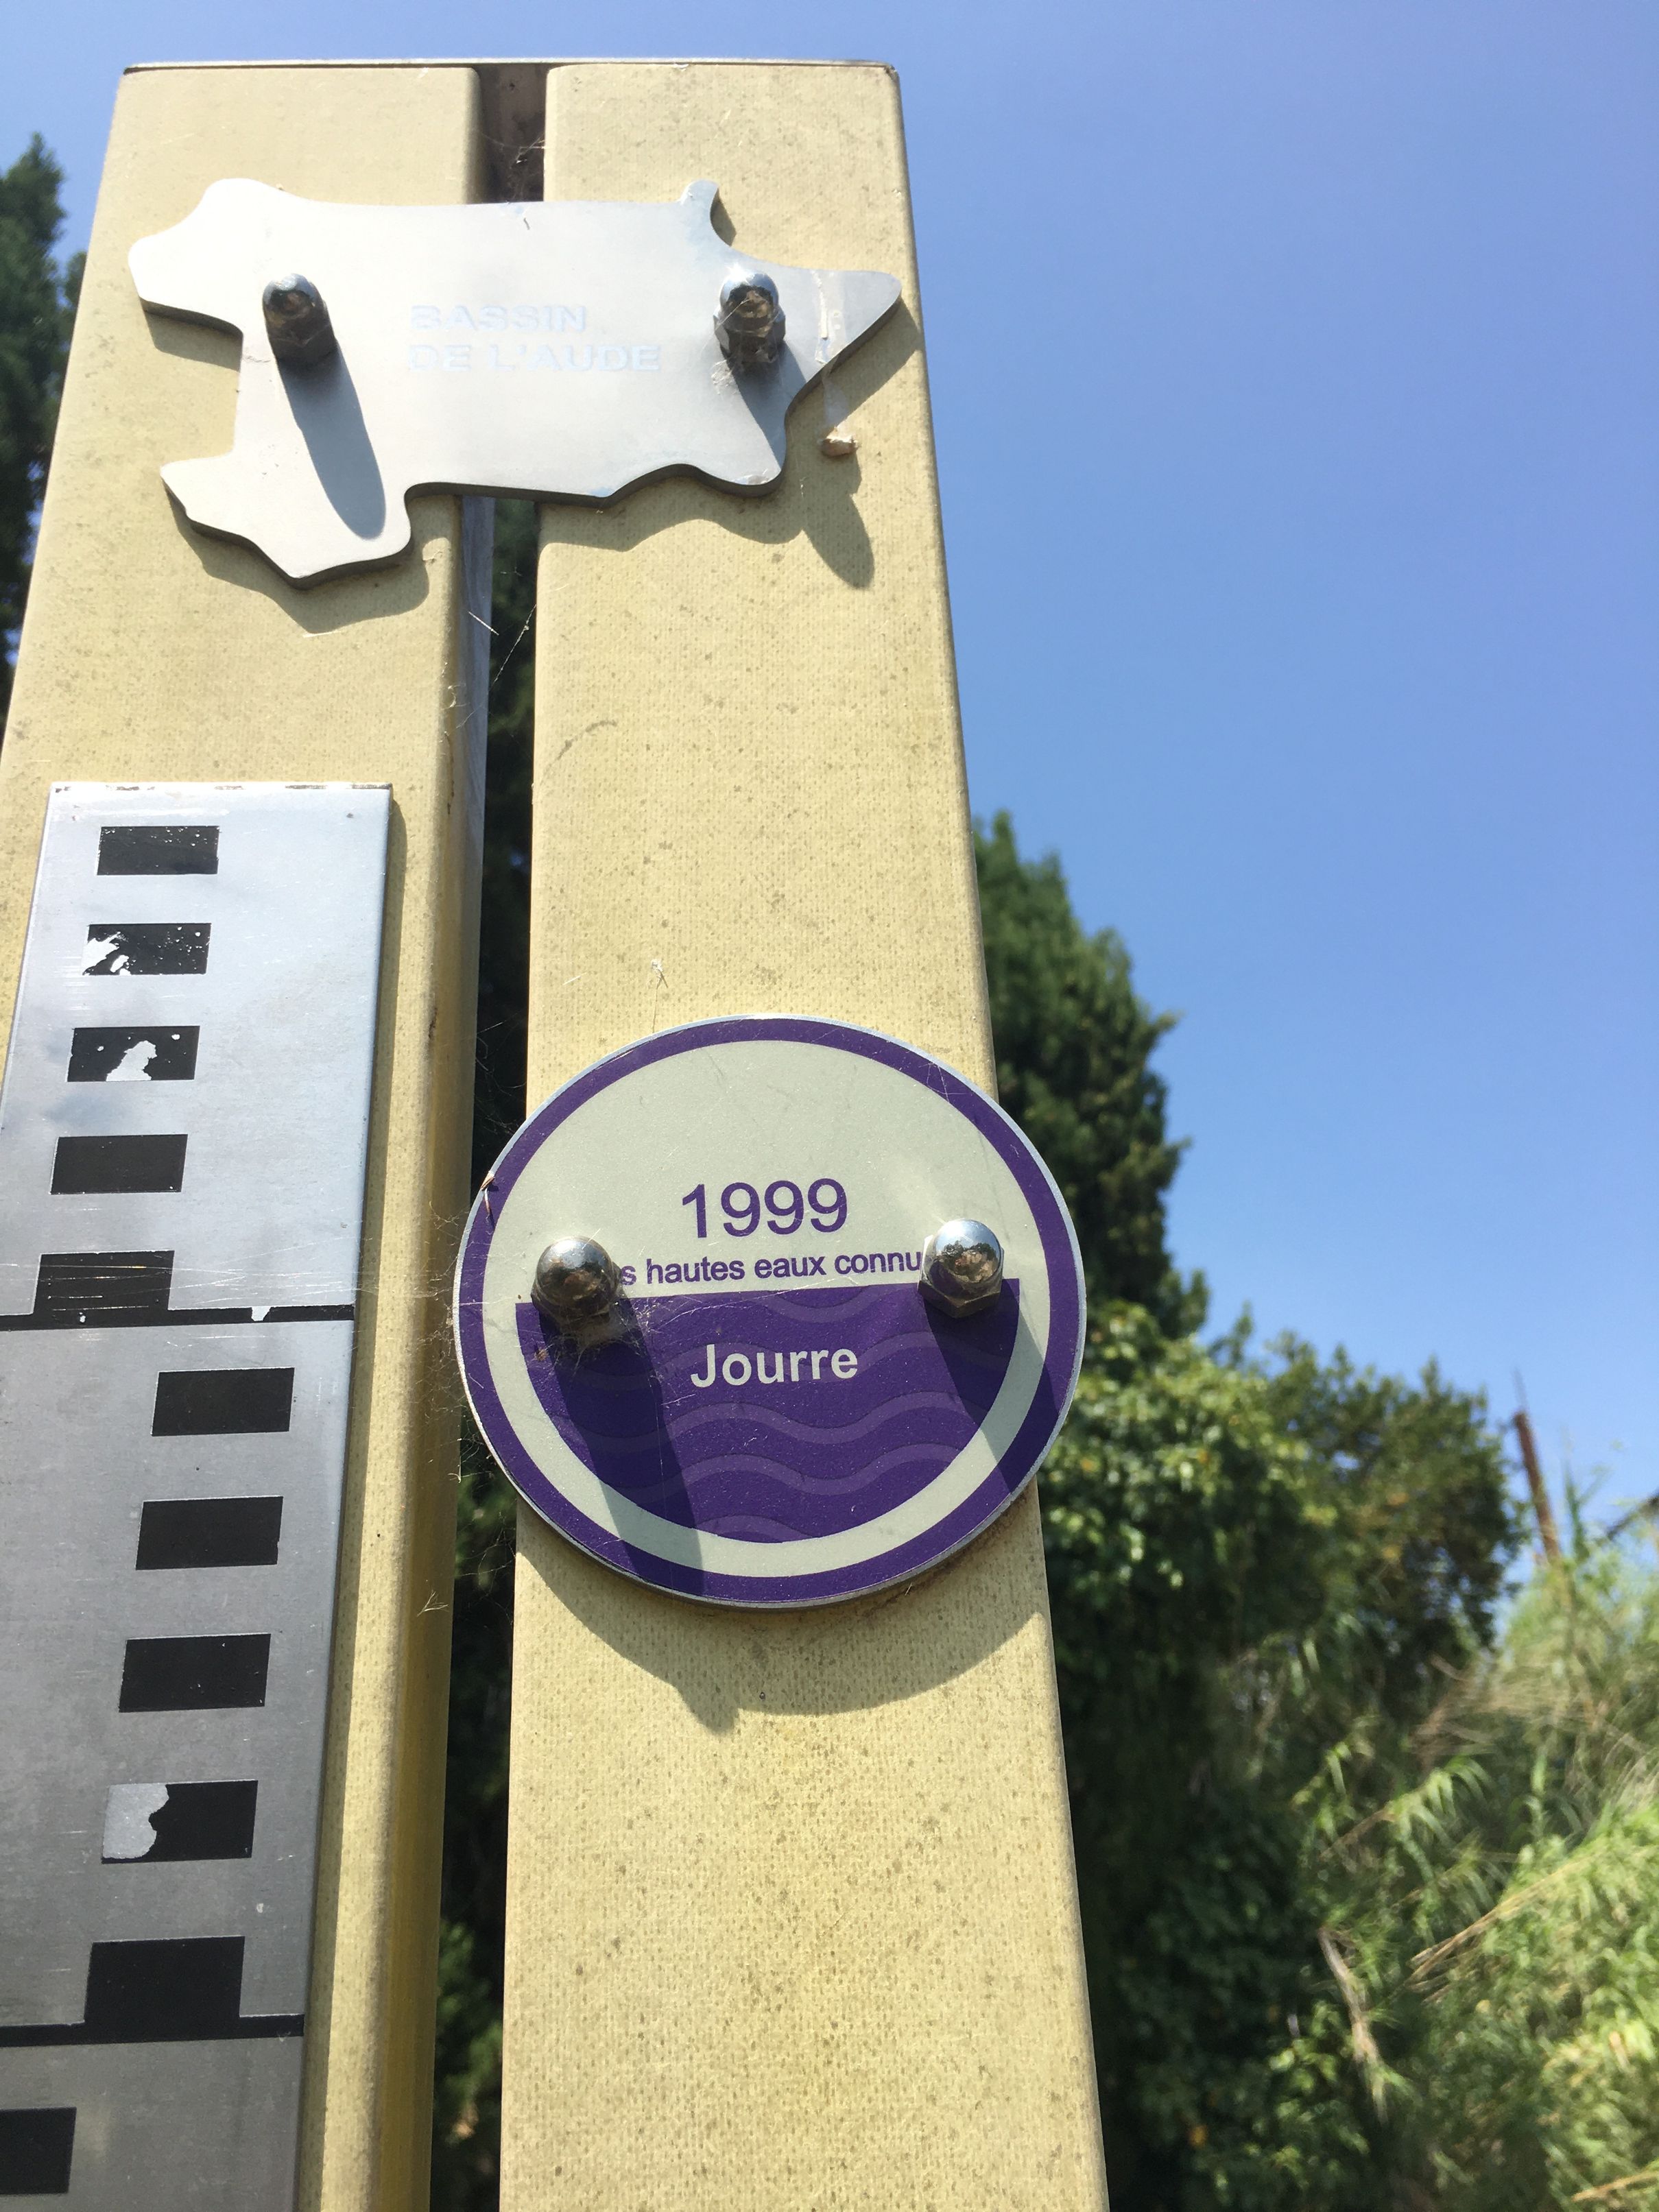 BASSIN
DE L'AUDE
1999
s hautes eaux connu
Jourre